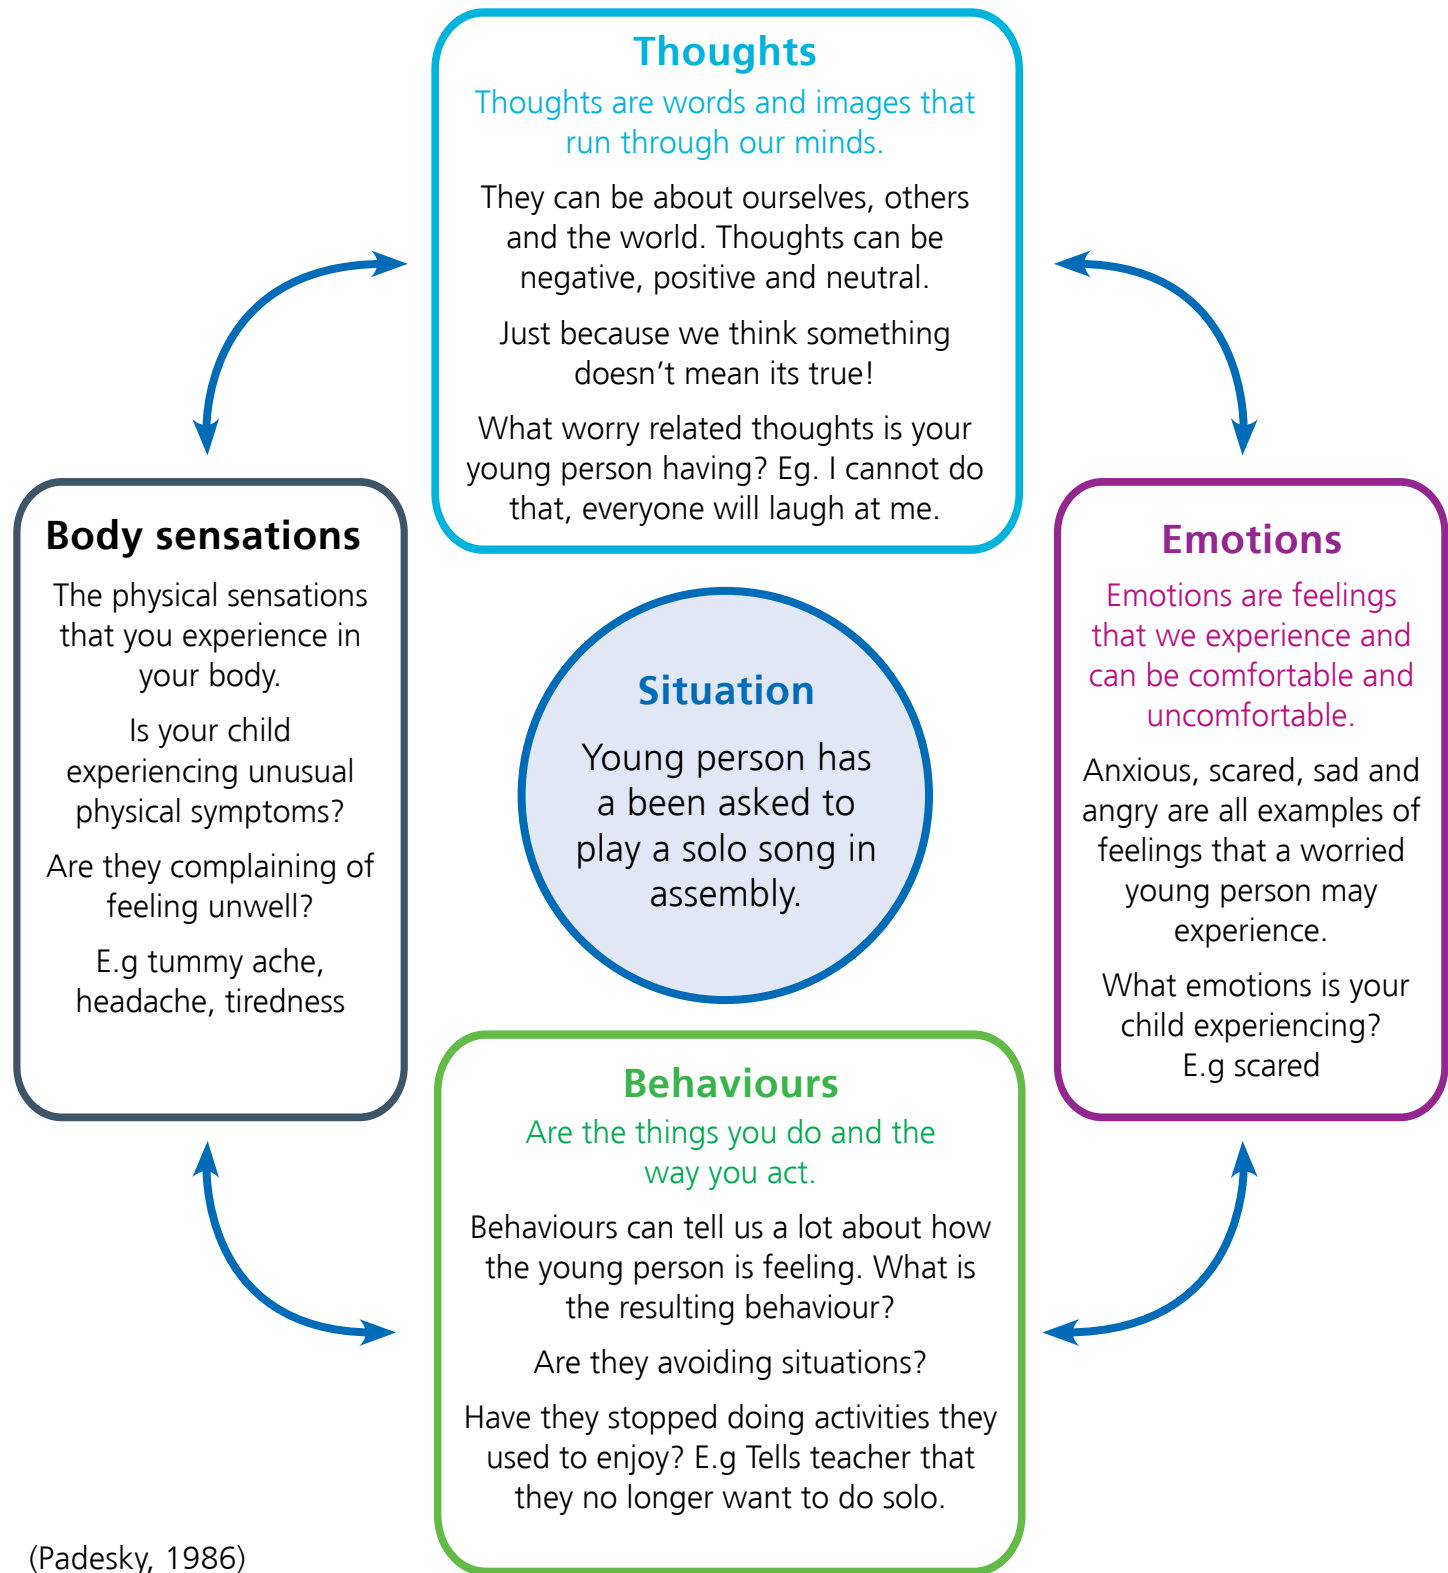 Thoughts
Thoughts are words and images that
run through our minds.
They can be about ourselves, others
and the world. Thoughts can be
negative, positive and neutral.
Just because we think something
doesn’t mean its true!
What worry related thoughts is your
young person having? Eg. I cannot do
that, everyone will laugh at me.
Body sensations
The physical sensations
that you experience in
your body.
Is your child
experiencing unusual
physical symptoms?
Are they complaining of
feeling unwell?
E.g tummy ache,
headache, tiredness
Situation
Young person has
a been asked to
play a solo song in
assembly.
Emotions
Emotions are feelings
that we experience and
can be comfortable and
uncomfortable.
Anxious, scared, sad and
angry are all examples of
feelings that a worried
young person may
experience.
What emotions is your
child experiencing?
E.g scared
Behaviours
Are the things you do and the
way you act.
Behaviours can tell us a lot about how
the young person is feeling. What is
the resulting behaviour?
Are they avoiding situations?
Have they stopped doing activities they
used to enjoy? E.g Tells teacher that
they no longer want to do solo.
(Padesky, 1986)